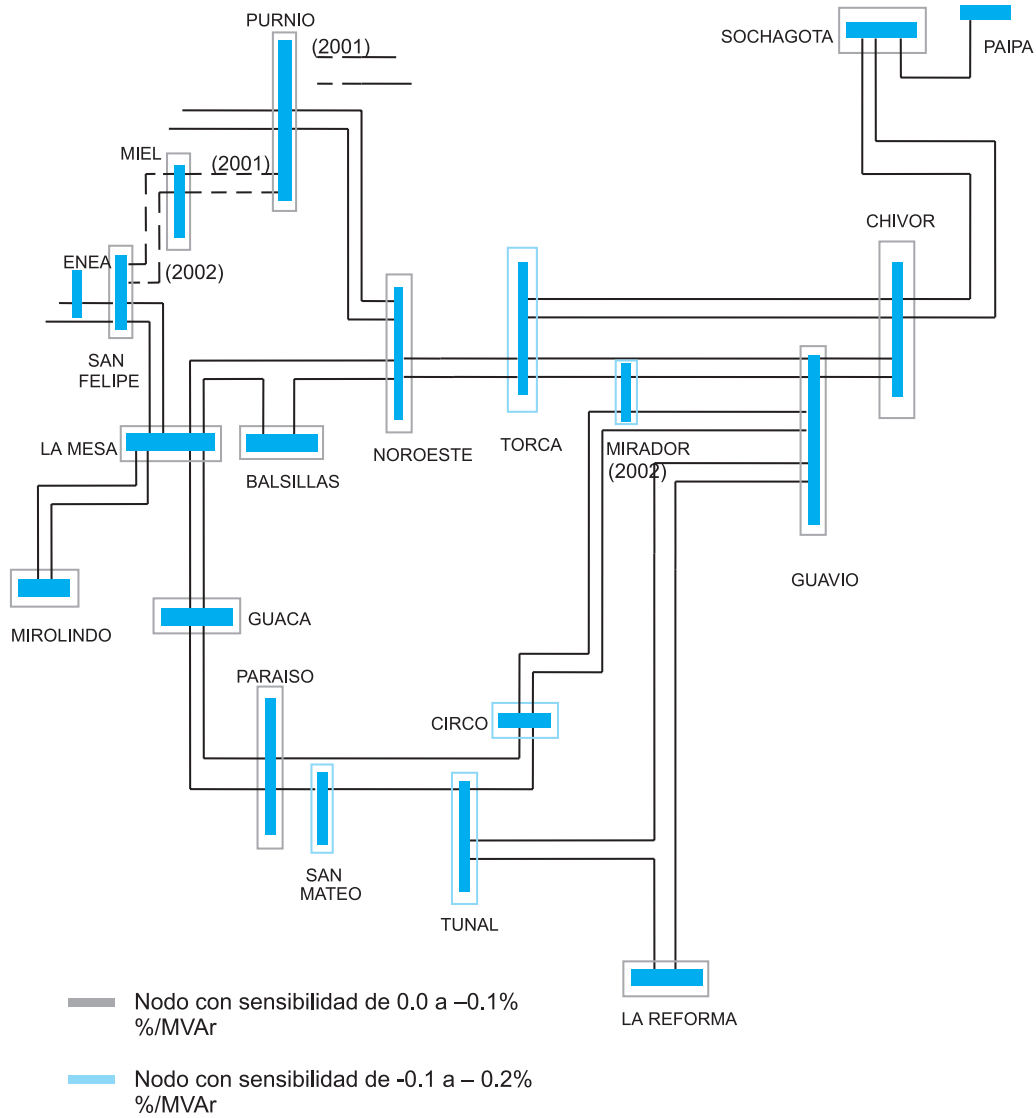 PURNIO
(2001)
SOCHAGOTA
PAIPA
MIEL
(2001)
CHIVOR
ENEA
(2002)
SAN
FELIPE
LA MESA
BALSILLAS
NOROESTE
TORCA
MIRADOR
(2002)
GUAVIO
MIROLINDO
GUACA
PARAISO
CIRCO
SAN
MATEO
TUNAL
LA REFORMA
Nodo con sensibilidad de 0.0 a –0.1%
%/MVAr
Nodo con sensibilidad de -0.1 a – 0.2%
%/MVAr